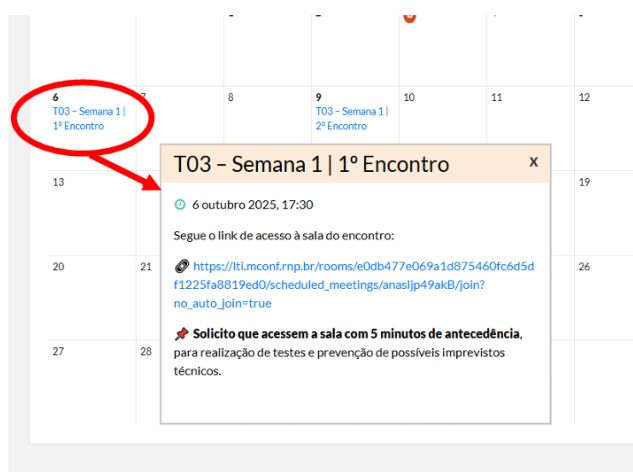 6
7
8
9
10
11
12
T03 – Semana 1 |
1º Encontro
T03 – Semana 1 |
2º Encontro
T03 – Semana 1 | 1º Encontro
X
6 outubro 2025, 17:30
Segue o link de acesso à sala do encontro:
https://lti.mconf.rnp.br/rooms/e0db477e069a1d875460fc6d5d
f1225fa8819ed0/scheduled_meetings/anasljp49akB/join?
no_auto_join=true
Solicito que acessem a sala com 5 minutos de antecedência,
para realização de testes e prevenção de possíveis imprevistos
técnicos.
13
19
20
21
26
27
28